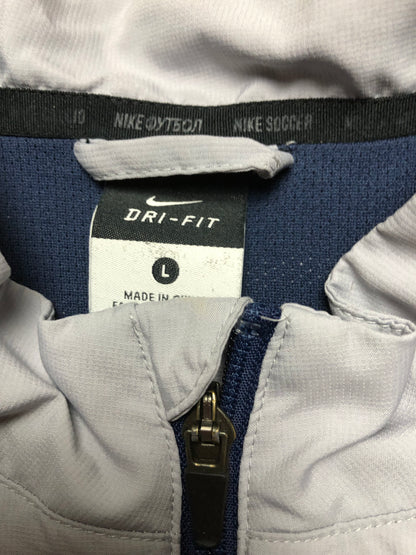 NIKE ФУТБОЛ NIKE SOCCER
DRI-FIT
L
MADE IN